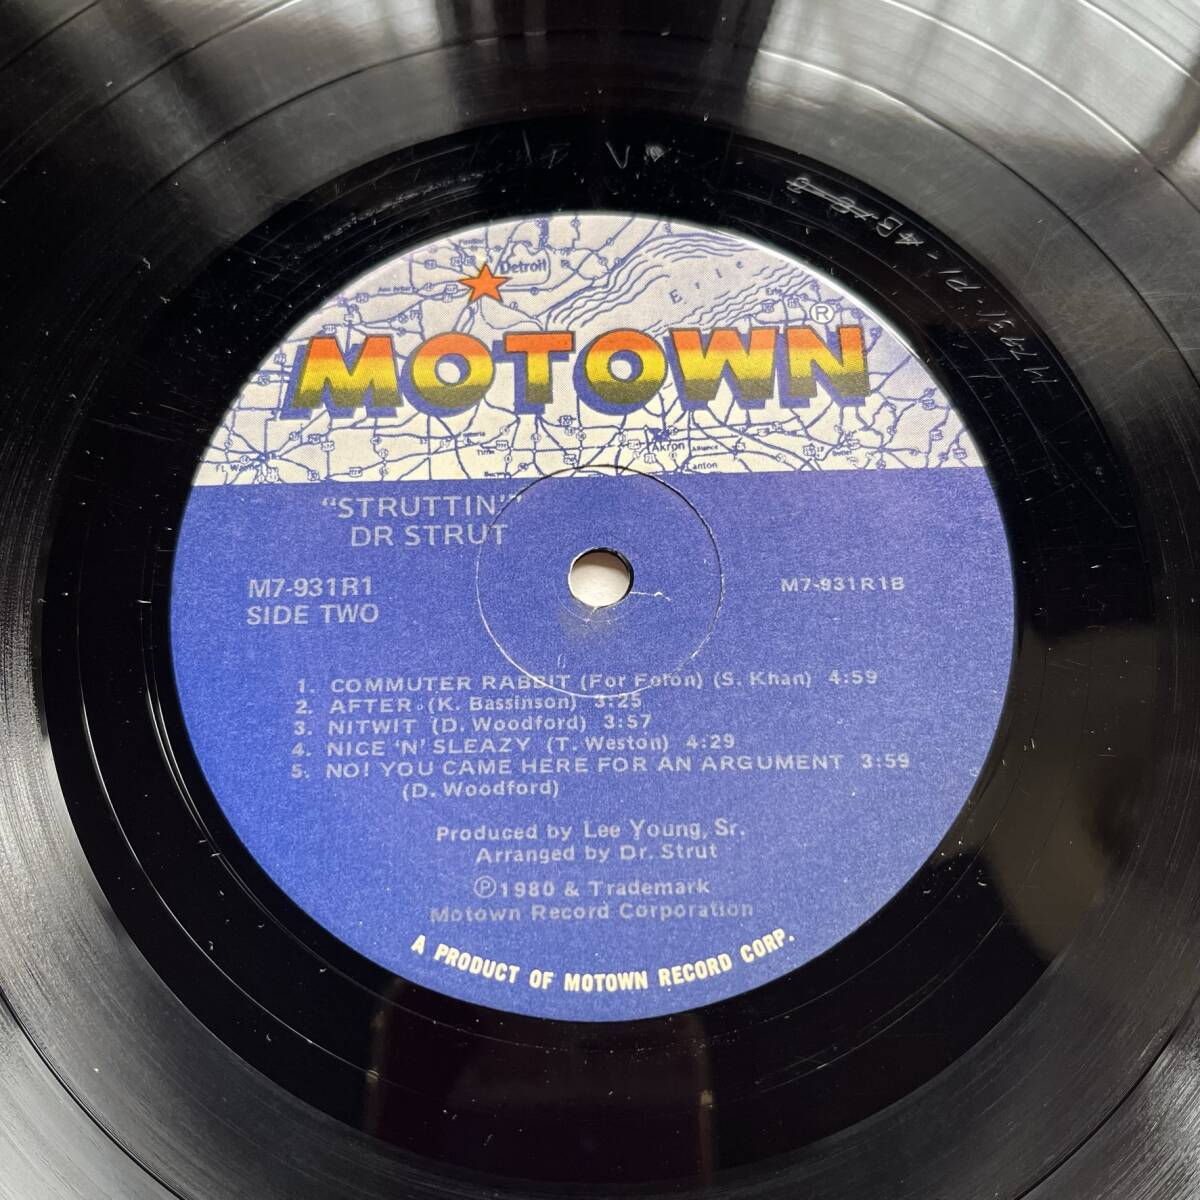 Detroit
Erie
MOTOWN®
Akron
"STRUTTIN'"
DR STRUT
M7-931R1
SIDE TWO
M7-931R1B
1. COMMUTER RABBIT (For Folon) (S. Khan) 4:59
2. AFTER (K. Bassinson) 3:25
3. NITWIT (D. Woodford) 3:57
4. NICE 'N' SLEAZY (T. Weston) 4:29
5. NO! YOU CAME HERE FOR AN ARGUMENT 3:59
(D. Woodford)
Produced by Lee Young, Sr.
Arranged by Dr. Strut
℗1980 & Trademark
Motown Record Corporation
A PRODUCT OF MOTOWN RECORD CORP.